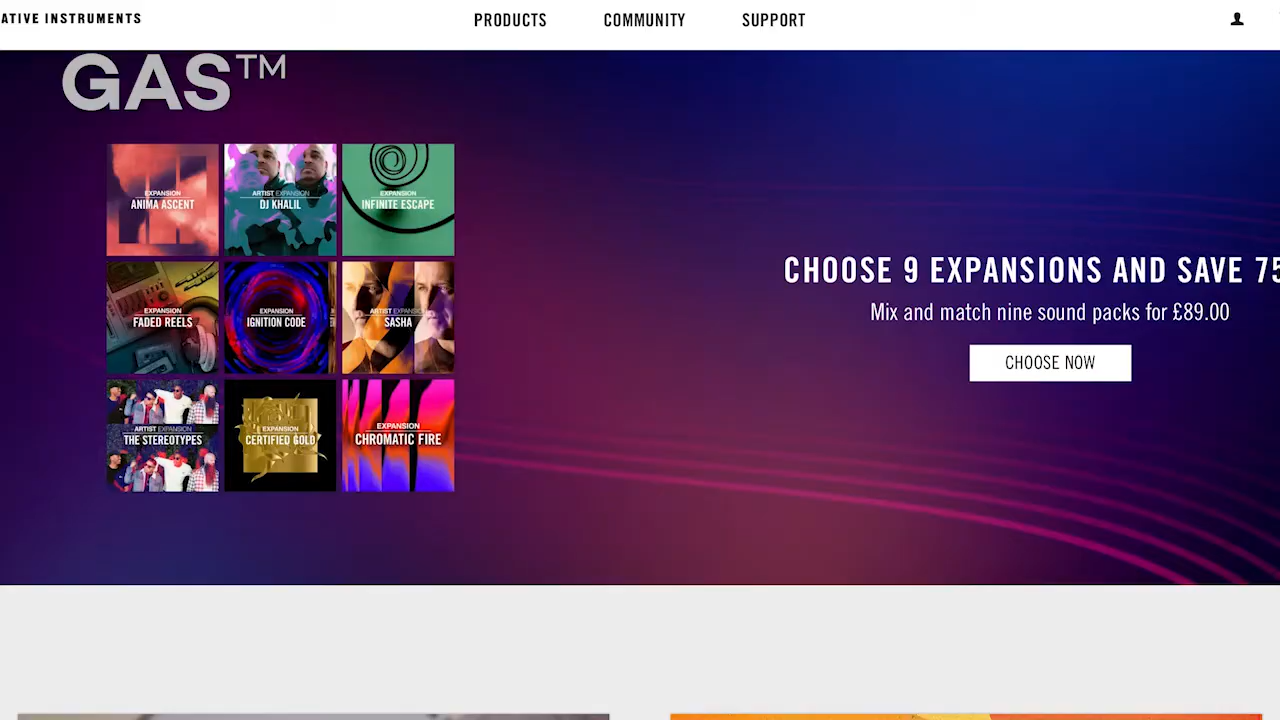 ATIVE INSTRUMENTS
PRODUCTS
COMMUNITY
SUPPORT
GAS™
EXPANSION
ANIMA ASCENT
ARTIST EXPANSION
DJ KHALIL
EXPANSION
INFINITE ESCAPE
EXPANSION
FADED REELS
EXPANSION
IGNITION CODE
ARTIST EXPANSION
SASHA
ARTIST EXPANSION
THE STEREOTYPES
EXPANSION
CERTIFIED GOLD
EXPANSION
CHROMATIC FIRE
CHOOSE 9 EXPANSIONS AND SAVE 75
Mix and match nine sound packs for £89.00
CHOOSE NOW